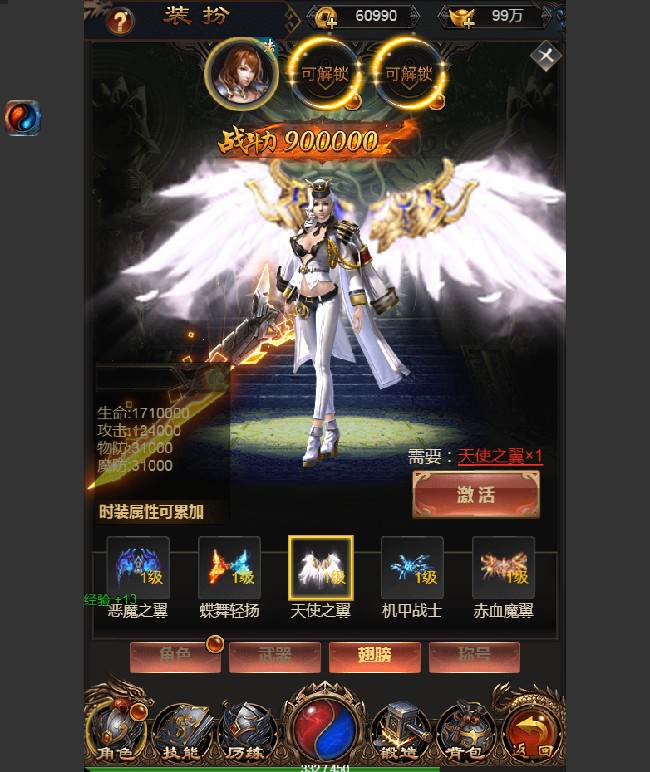 装扮
60990
99万
法
可解锁
可解锁
战斗力 900000
生命:1710000
攻击:124000
物防:31000
魔防:31000
时装属性可累加
需要：天使之翼×1
激活
1级
1级
1级
1级
1级
经验 +13
恶魔之翼
蝶舞轻扬
天使之翼
机甲战士
赤血魔翼
角色
武器
翅膀
称号
角色
技能
历练
锻造
背包
返回
332/450